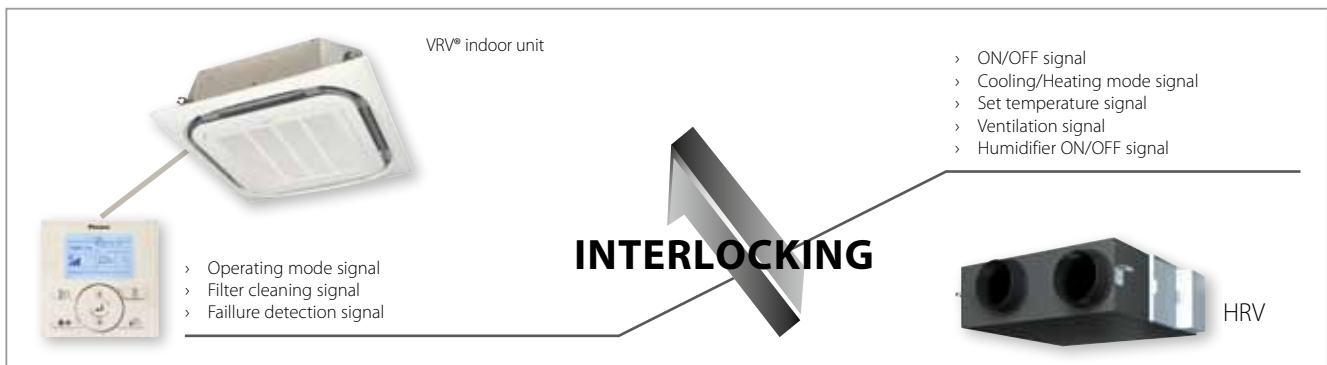 VRV® indoor unit
› ON/OFF signal
› Cooling/Heating mode signal
› Set temperature signal
› Ventilation signal
› Humidifier ON/OFF signal
INTERLOCKING
› Operating mode signal
› Filter cleaning signal
› Faillure detection signal
HRV